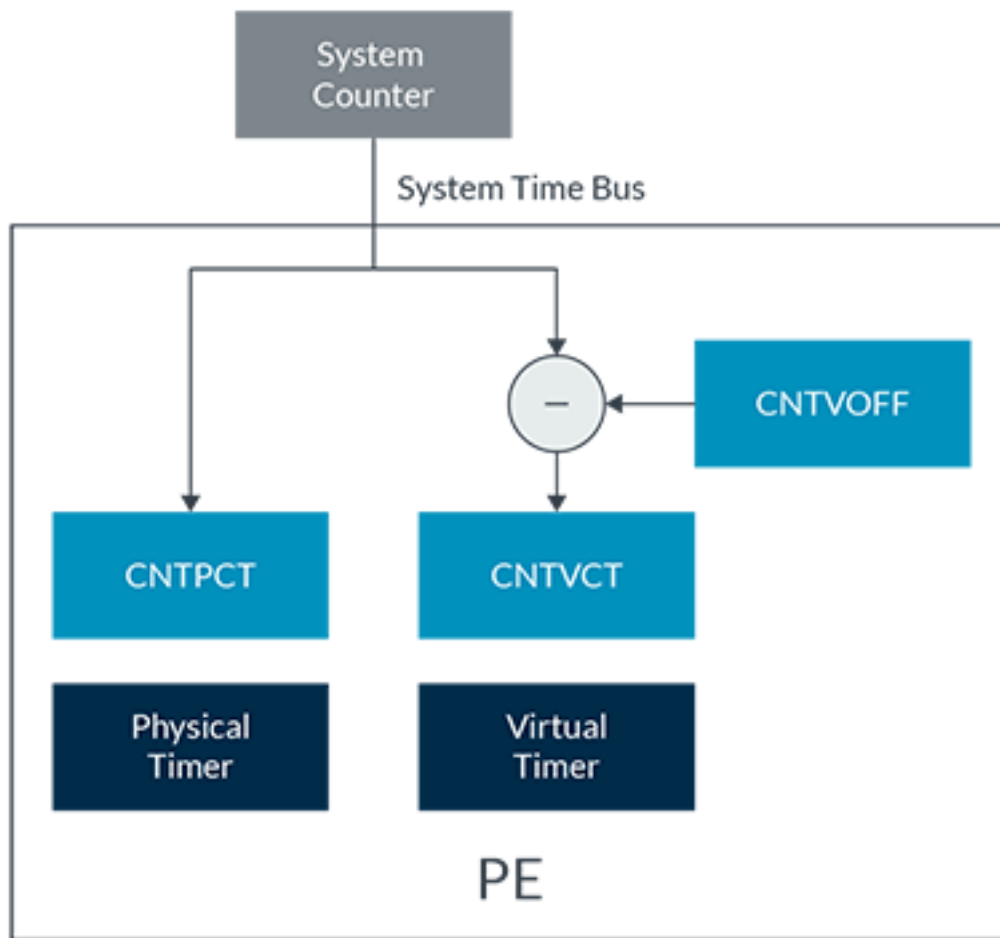 System
Counter
System Time Bus
−
CNTVOFF
CNTPCT
CNTVCT
Physical
Timer
Virtual
Timer
PE